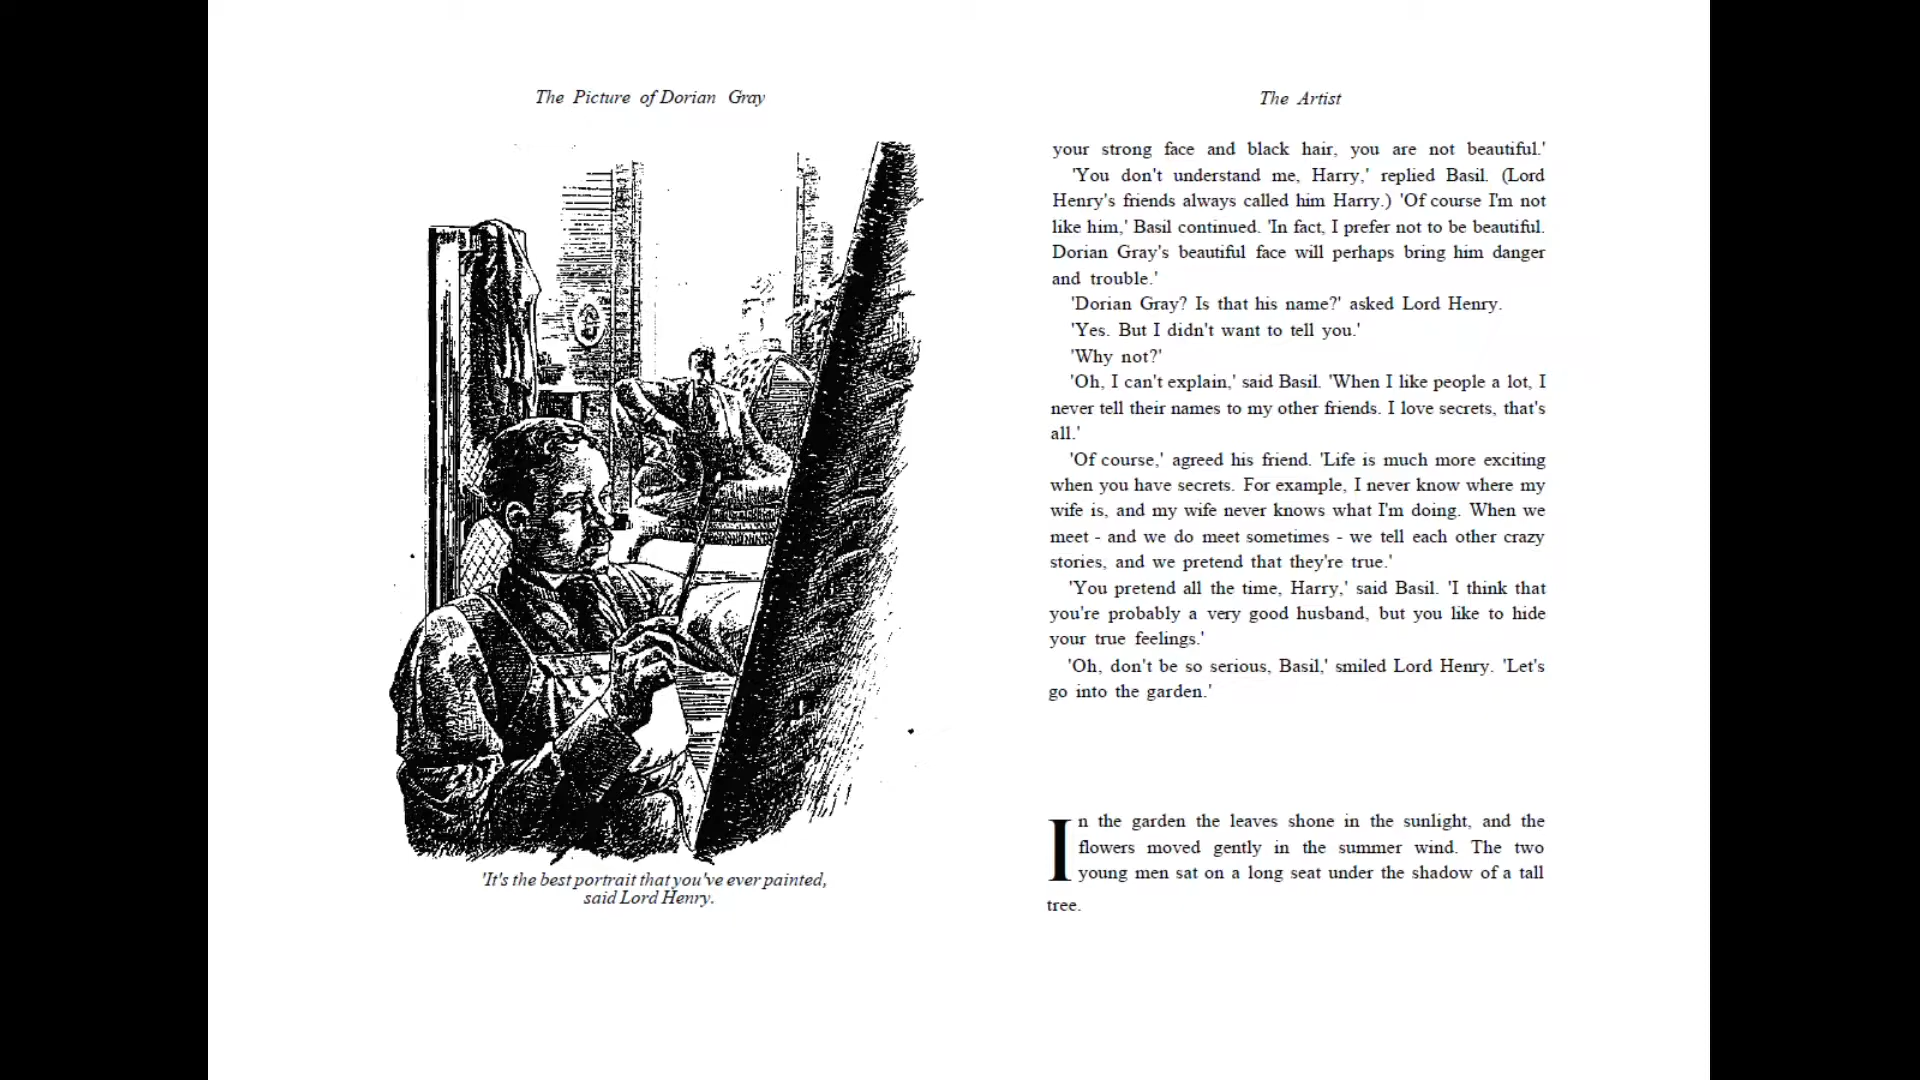 The Picture of Dorian Gray
'It's the best portrait that you've ever painted,
said Lord Henry.
The Artist
your strong face and black hair, you are not beautiful.'
'You don't understand me, Harry,' replied Basil. (Lord
Henry's friends always called him Harry.) 'Of course I'm not
like him,' Basil continued. 'In fact, I prefer not to be beautiful.
Dorian Gray's beautiful face will perhaps bring him danger
and trouble.'
'Dorian Gray? Is that his name?' asked Lord Henry.
'Yes. But I didn't want to tell you.'
'Why not?'
'Oh, I can't explain,' said Basil. 'When I like people a lot, I
never tell their names to my other friends. I love secrets, that's
all.'
'Of course,' agreed his friend. 'Life is much more exciting
when you have secrets. For example, I never know where my
wife is, and my wife never knows what I'm doing. When we
meet - and we do meet sometimes - we tell each other crazy
stories, and we pretend that they're true.'
'You pretend all the time, Harry,' said Basil. 'I think that
you're probably a very good husband, but you like to hide
your true feelings.'
'Oh, don't be so serious, Basil,' smiled Lord Henry. 'Let's
go into the garden.'
In the garden the leaves shone in the sunlight, and the
flowers moved gently in the summer wind. The two
young men sat on a long seat under the shadow of a tall
tree.